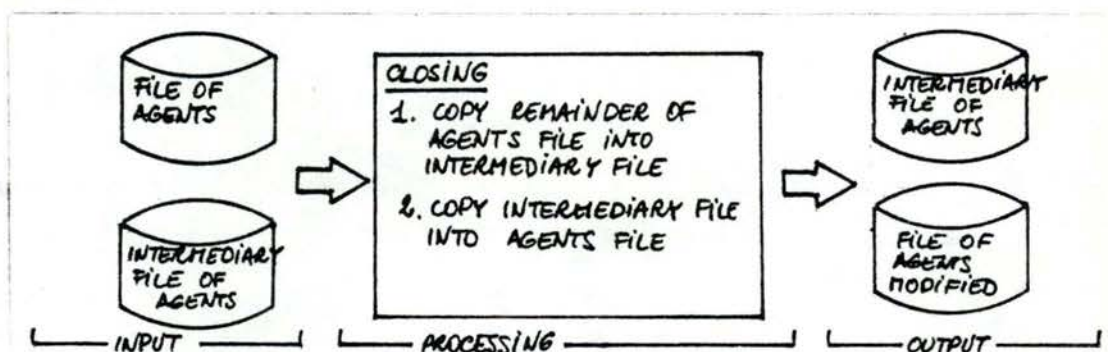 FILE OF
AGENTS
INTERMEDIARY
FILE OF
AGENTS
INPUT
CLOSING
1. COPY REMAINDER OF
AGENTS FILE INTO
INTERMEDIARY FILE
2. COPY INTERMEDIARY FILE
INTO AGENTS FILE
PROCESSING
INTERMEDIARY
FILE OF
AGENTS
FILE OF
AGENTS
MODIFIED
OUTPUT